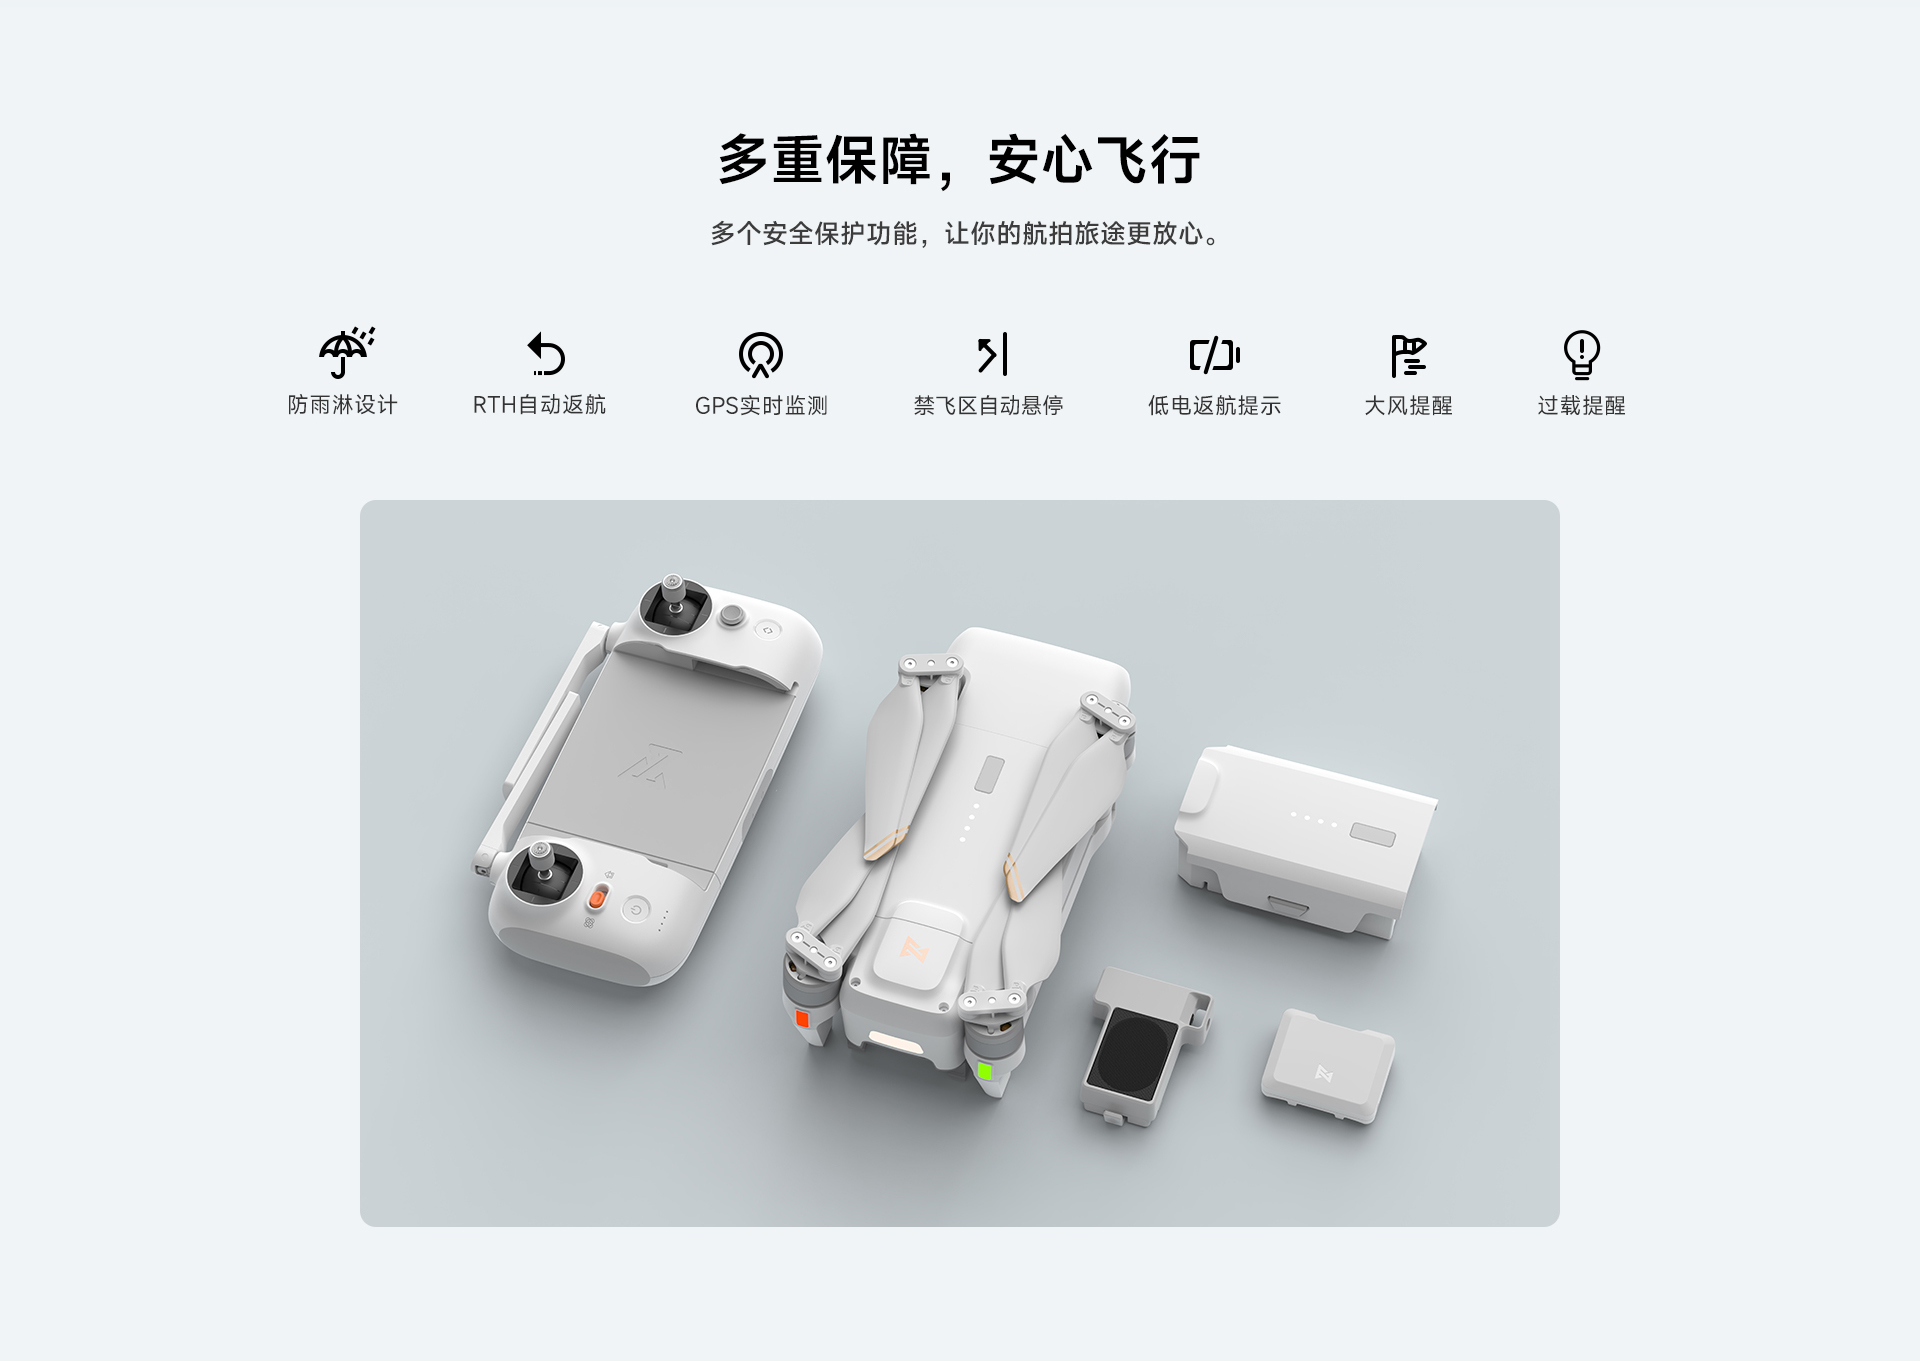 多重保障，安心飞行
多个安全保护功能，让你的航拍旅途更放心。
防雨淋设计
RTH自动返航
GPS实时监测
禁飞区自动悬停
低电返航提示
大风提醒
过载提醒